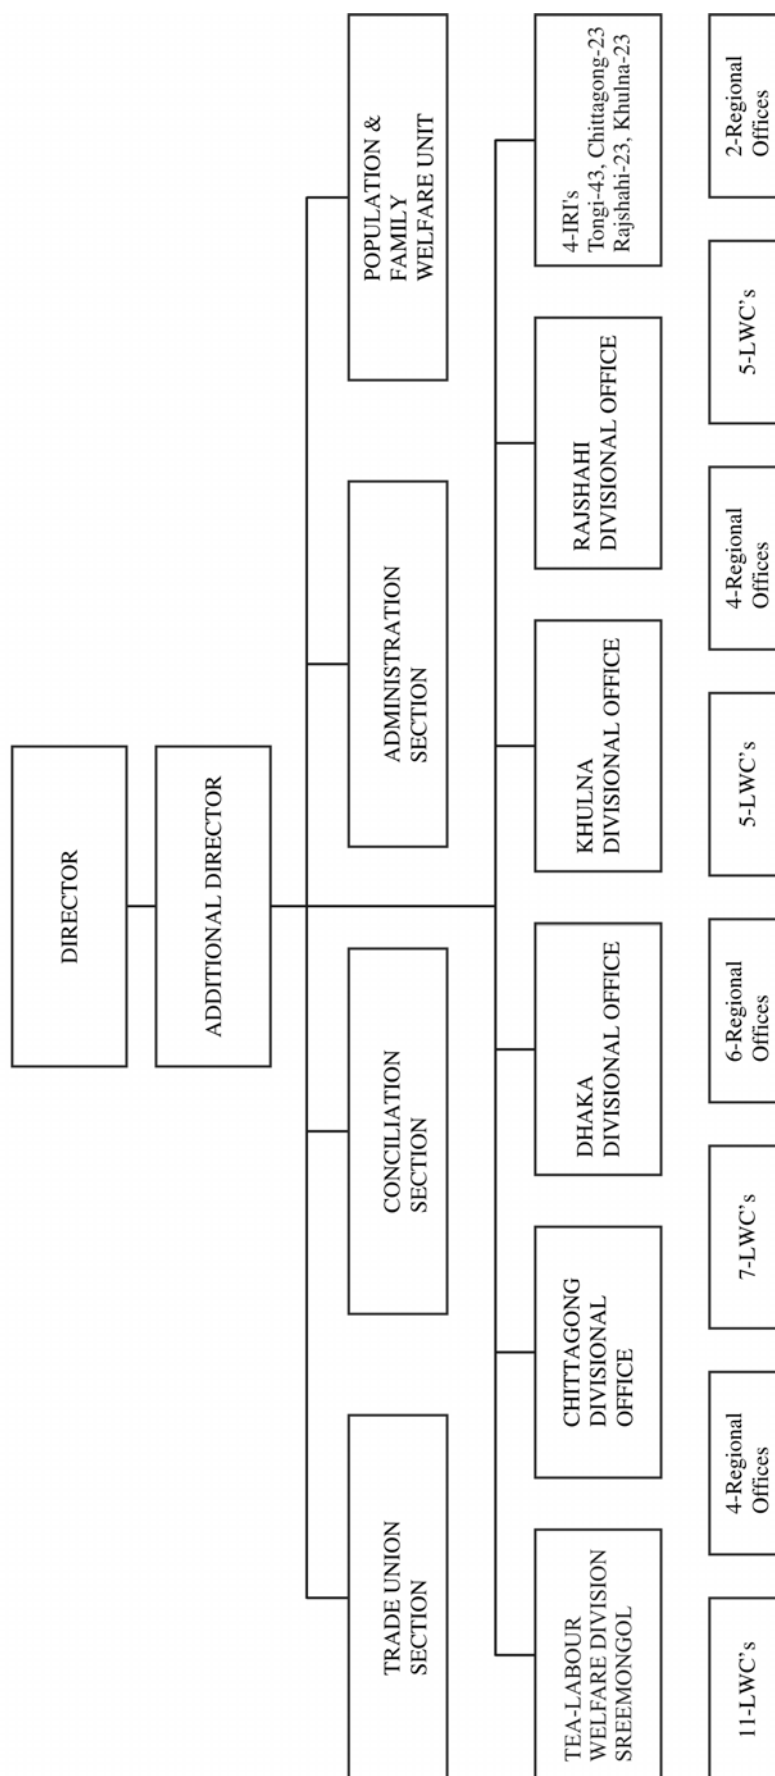 DIRECTOR
ADDITIONAL DIRECTOR
TRADE UNION
SECTION
CONCILIATION
SECTION
ADMINISTRATION
SECTION
POPULATION &
FAMILY
WELFARE UNIT
TEA-LABOUR
WELFARE DIVISION
SREEMONGOL
CHITTAGONG
DIVISIONAL
OFFICE
DHAKA
DIVISIONAL OFFICE
KHULNA
DIVISIONAL OFFICE
RAJSHAHI
DIVISIONAL OFFICE
4-IRI's
Tongi-43, Chittagong-23
Rajshahi-23, Khulna-23
11-LWC's
4-Regional
Offices
7-LWC's
6-Regional
Offices
5-LWC's
4-Regional
Offices
5-LWC's
2-Regional
Offices